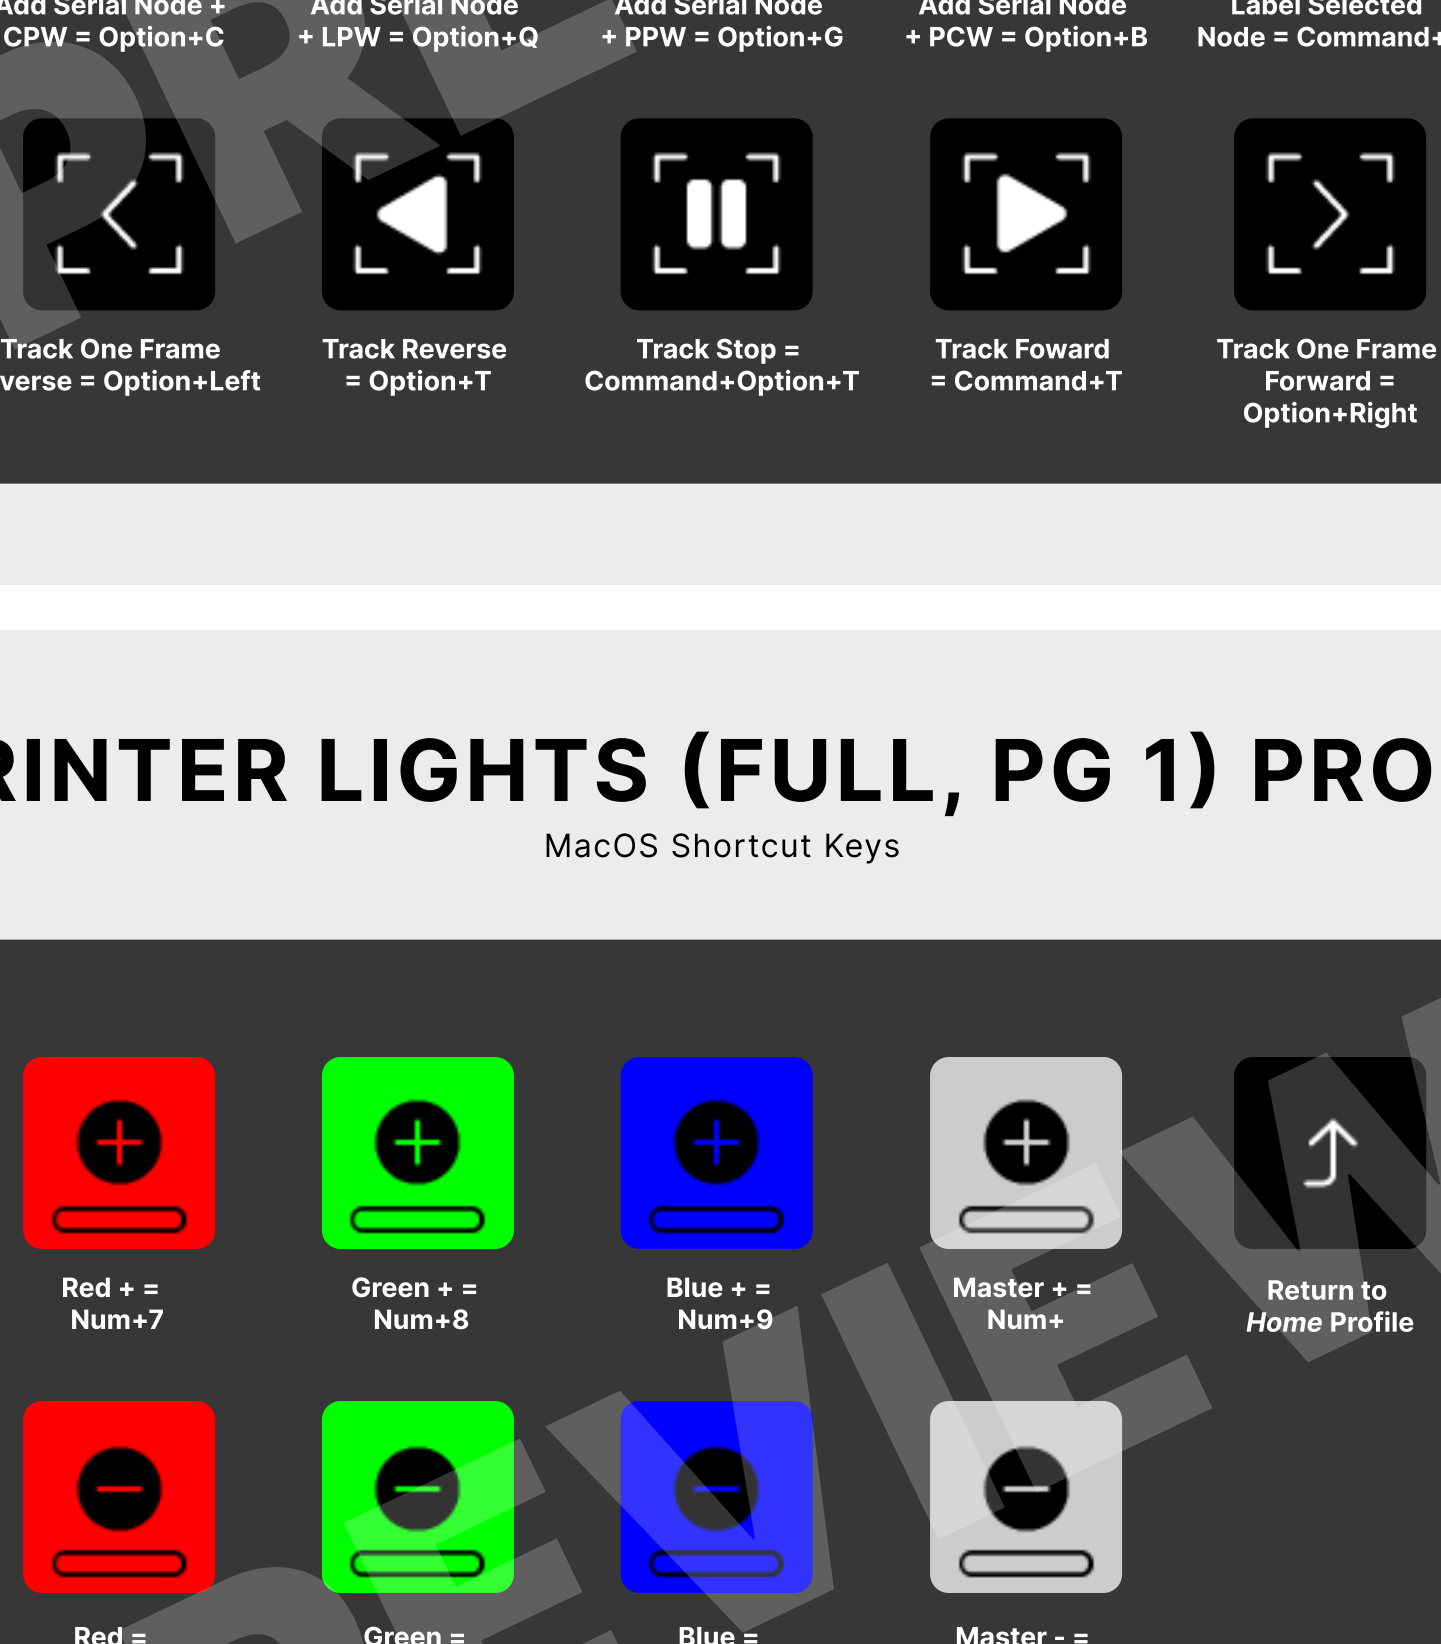 Add Serial Node +
CPW = Option+C
Add Serial Node
+ LPW = Option+Q
Add Serial Node
+ PPW = Option+G
Add Serial Node
+ PCW = Option+B
Label Selected
Node = Command+
Track One Frame
verse = Option+Left
Track Reverse
= Option+T
Track Stop =
Command+Option+T
Track Foward
= Command+T
Track One Frame
Forward =
Option+Right
RINTER LIGHTS (FULL, PG 1) PRO
MacOS Shortcut Keys
Red + =
Num+7
Green + =
Num+8
Blue + =
Num+9
Master + =
Num+
Return to
Home Profile
Red =
Green =
Blue =
Master - =
PRE
PREVIEW